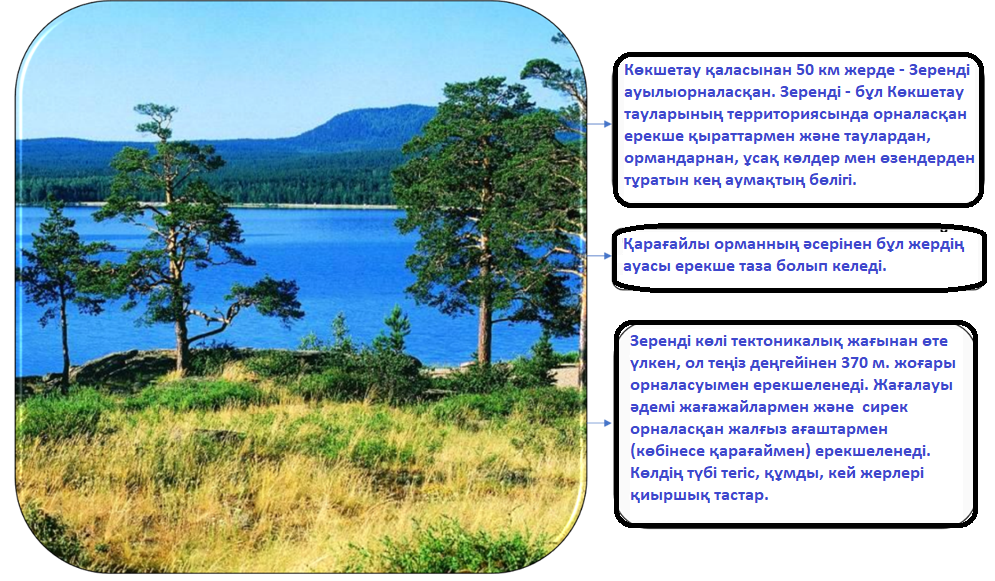 Көкшетау қаласынан 50 км жерде - Зеренді
ауылыорналасқан. Зеренді - бұл Көкшетау
тауларының территориясында орналасқан
ерекше қыраттармен және таулардан,
ормандарнан, ұсақ көлдер мен өзендерден
тұратын кең аумақтың бөлігі.
Қарағайлы орманның әсерінен бұл жердің
ауасы ерекше таза болып келеді.
Зеренді көлі тектоникалық жағынан өте
үлкен, ол теңіз деңгейінен 370 м. жоғары
орналасуымен ерекшеленеді. Жағалауы
әдемі жағажайлармен және сирек
орналасқан жалғыз ағаштармен
(көбінесе қарағаймен) ерекшеленеді.
Көлдің түбі тегіс, құмды, кей жерлері
қиыршық тастар.